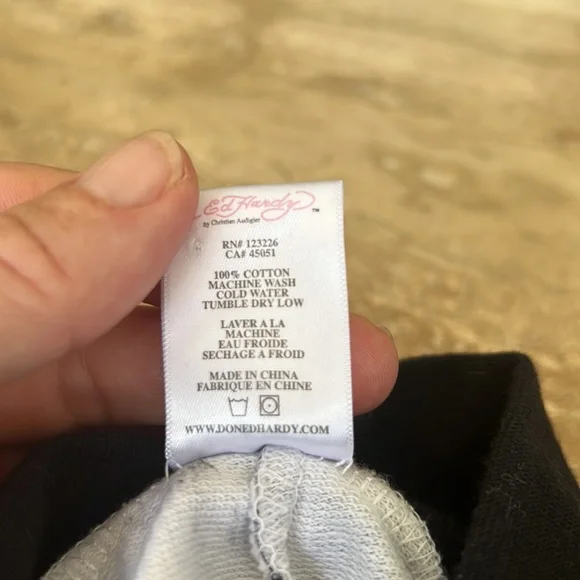 Ed Hardy™
by Christian Audigier
RN# 123226
CA# 45051
100% COTTON
MACHINE WASH
COLD WATER
TUMBLE DRY LOW
LAVER A LA
MACHINE
EAU FROIDE
SECHAGE A FROID
MADE IN CHINA
FABRIQUE EN CHINE
WWW.DONEDHARDY.COM